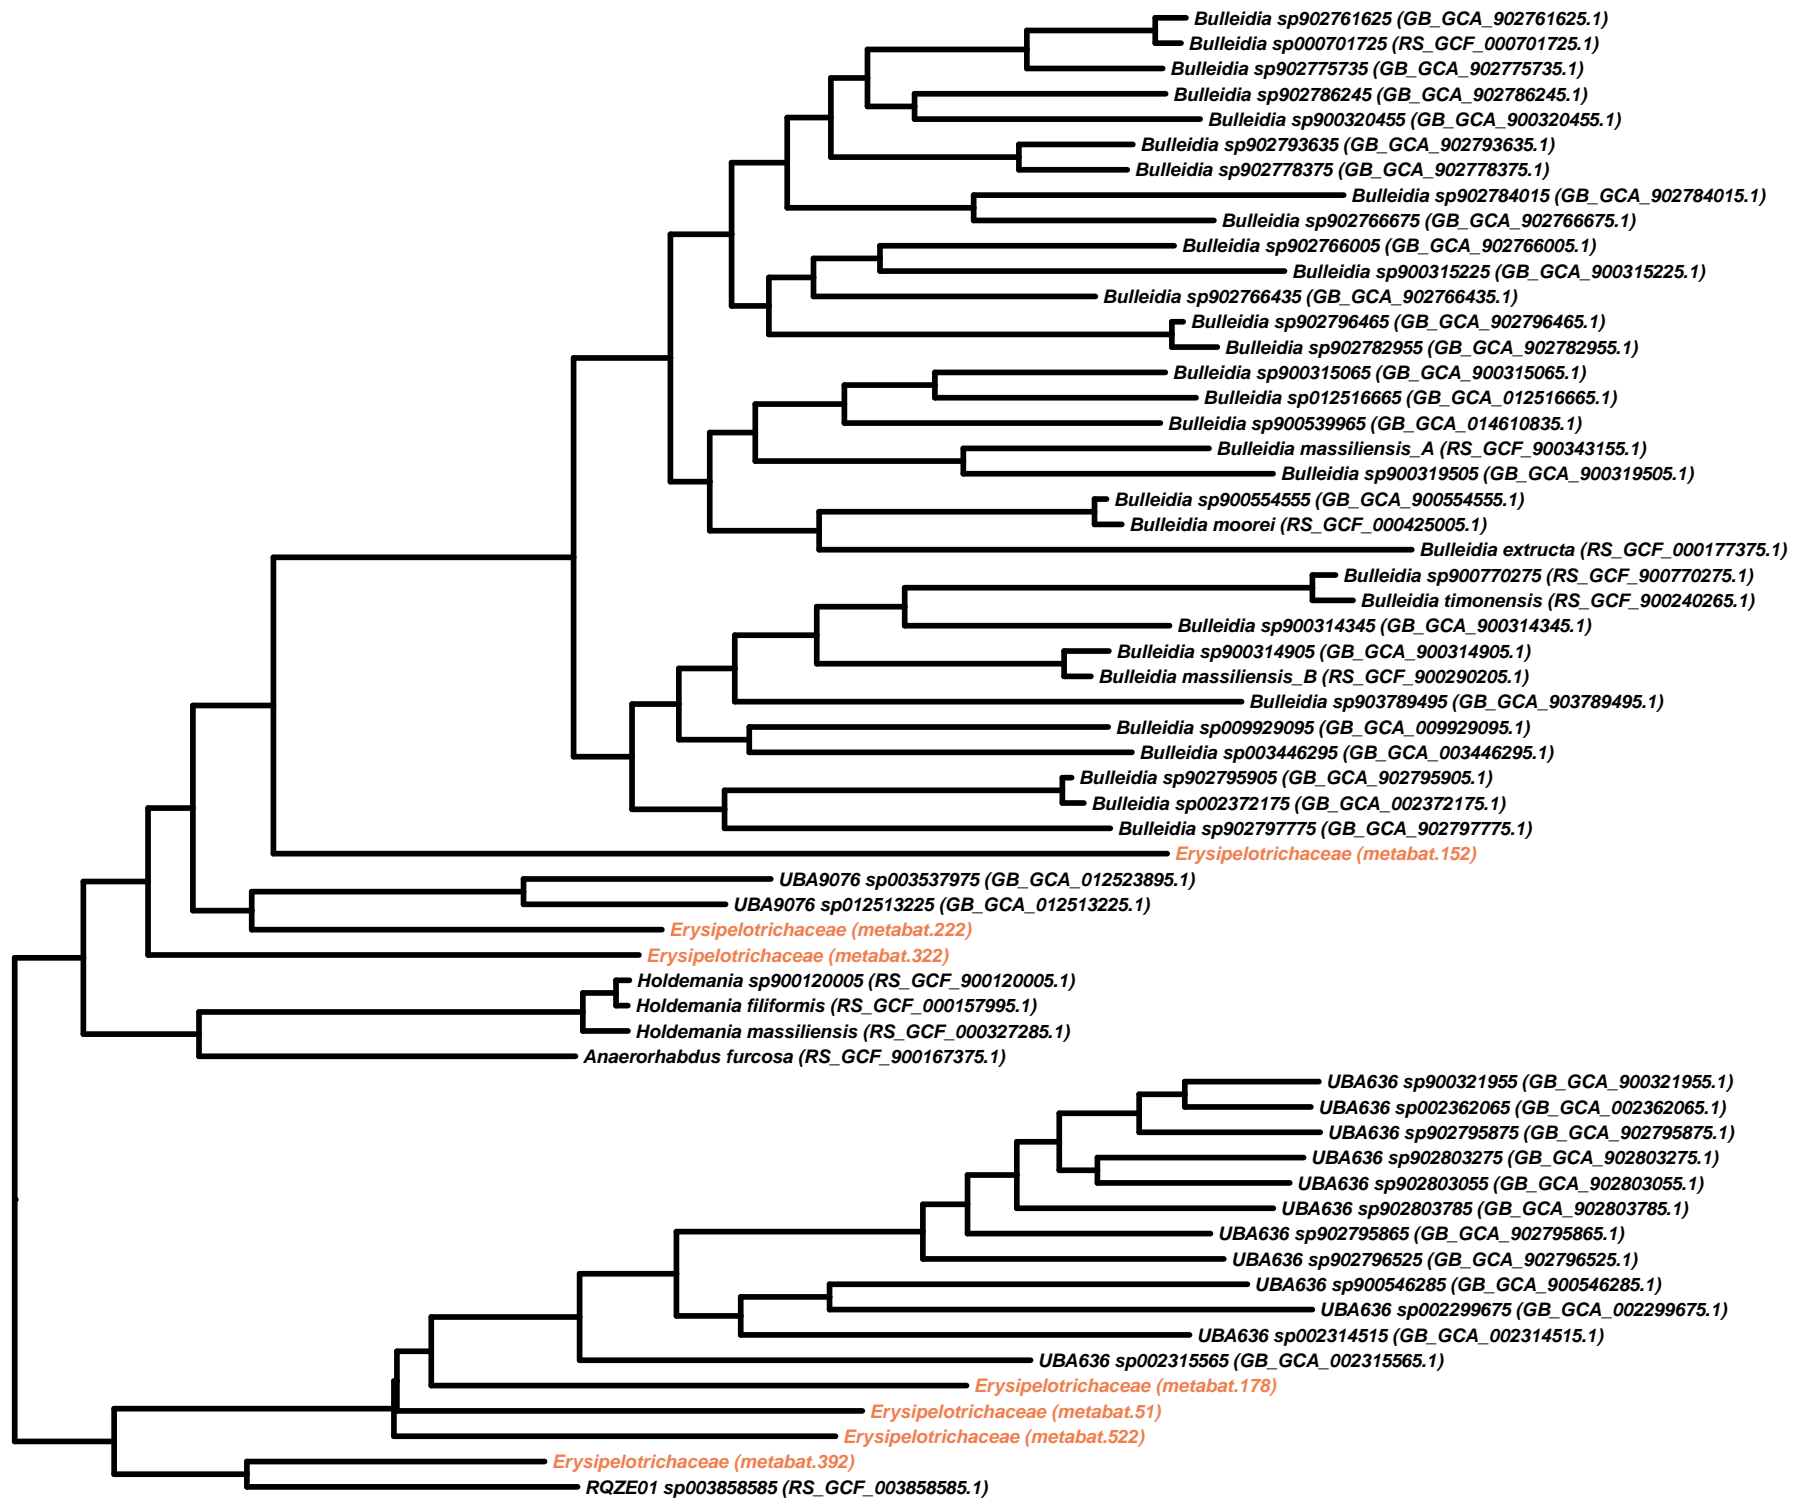 Bulleidia sp902761625 (GB_GCA_902761625.1)
Bulleidia sp000701725 (RS_GCF_000701725.1)
Bulleidia sp902775735 (GB_GCA_902775735.1)
Bulleidia sp902786245 (GB_GCA_902786245.1)
Bulleidia sp900320455 (GB_GCA_900320455.1)
Bulleidia sp902793635 (GB_GCA_902793635.1)
Bulleidia sp902778375 (GB_GCA_902778375.1)
Bulleidia sp902784015 (GB_GCA_902784015.1)
Bulleidia sp902766675 (GB_GCA_902766675.1)
Bulleidia sp902766005 (GB_GCA_902766005.1)
Bulleidia sp900315225 (GB_GCA_900315225.1)
Bulleidia sp902766435 (GB_GCA_902766435.1)
Bulleidia sp902796465 (GB_GCA_902796465.1)
Bulleidia sp902782955 (GB_GCA_902782955.1)
Bulleidia sp900315065 (GB_GCA_900315065.1)
Bulleidia sp012516665 (GB_GCA_012516665.1)
Bulleidia sp900539965 (GB_GCA_014610835.1)
Bulleidia massiliensis_A (RS_GCF_900343155.1)
Bulleidia sp900319505 (GB_GCA_900319505.1)
Bulleidia sp900554555 (GB_GCA_900554555.1)
Bulleidia moorei (RS_GCF_000425005.1)
Bulleidia extructa (RS_GCF_000177375.1)
Bulleidia sp900770275 (RS_GCF_900770275.1)
Bulleidia timonensis (RS_GCF_900240265.1)
Bulleidia sp900314345 (GB_GCA_900314345.1)
Bulleidia sp900314905 (GB_GCA_900314905.1)
Bulleidia massiliensis_B (RS_GCF_900290205.1)
Bulleidia sp903789495 (GB_GCA_903789495.1)
Bulleidia sp009929095 (GB_GCA_009929095.1)
Bulleidia sp003446295 (GB_GCA_003446295.1)
Bulleidia sp902795905 (GB_GCA_902795905.1)
Bulleidia sp002372175 (GB_GCA_002372175.1)
Bulleidia sp902797775 (GB_GCA_902797775.1)
Erysipelotrichaceae (metabat.152)
UBA9076 sp003537975 (GB_GCA_012523895.1)
UBA9076 sp012513225 (GB_GCA_012513225.1)
Erysipelotrichaceae (metabat.222)
Erysipelotrichaceae (metabat.322)
Holdemania sp900120005 (RS_GCF_900120005.1)
Holdemania filiformis (RS_GCF_000157995.1)
Holdemania massiliensis (RS_GCF_000327285.1)
Anaerorhabdus furcosa (RS_GCF_900167375.1)
UBA636 sp900321955 (GB_GCA_900321955.1)
UBA636 sp002362065 (GB_GCA_002362065.1)
UBA636 sp902795875 (GB_GCA_902795875.1)
UBA636 sp902803275 (GB_GCA_902803275.1)
UBA636 sp902803055 (GB_GCA_902803055.1)
UBA636 sp902803785 (GB_GCA_902803785.1)
UBA636 sp902795865 (GB_GCA_902795865.1)
UBA636 sp902796525 (GB_GCA_902796525.1)
UBA636 sp900546285 (GB_GCA_900546285.1)
UBA636 sp002299675 (GB_GCA_002299675.1)
UBA636 sp002314515 (GB_GCA_002314515.1)
UBA636 sp002315565 (GB_GCA_002315565.1)
Erysipelotrichaceae (metabat.178)
Erysipelotrichaceae (metabat.51)
Erysipelotrichaceae (metabat.522)
Erysipelotrichaceae (metabat.392)
RQZE01 sp003858585 (RS_GCF_003858585.1)